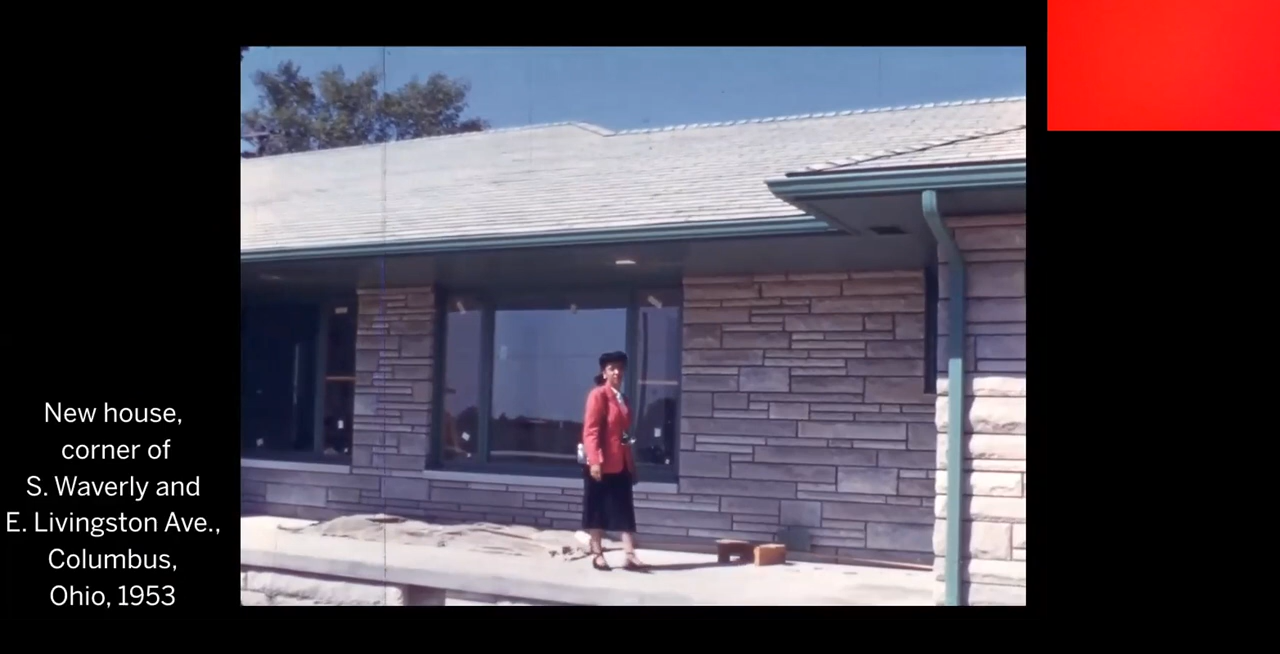 New house,
corner of
S. Waverly and
E. Livingston Ave.,
Columbus,
Ohio, 1953